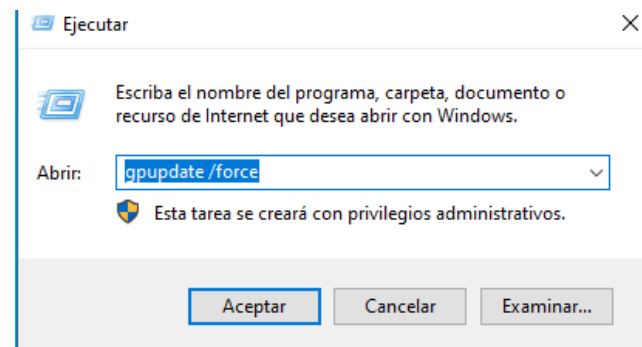 Ejecutar
Escriba el nombre del programa, carpeta, documento o
recurso de Internet que desea abrir con Windows.
Abrir:
gpupdate /force
Esta tarea se creará con privilegios administrativos.
Aceptar
Cancelar
Examinar...